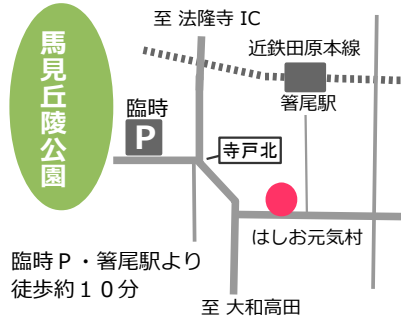 至 法隆寺 IC
馬見丘陵公園
近鉄田原本線
箸尾駅
臨時
P
寺戸北
はしお元気村
臨時Ｐ・箸尾駅より
徒歩約１０分
至 大和高田